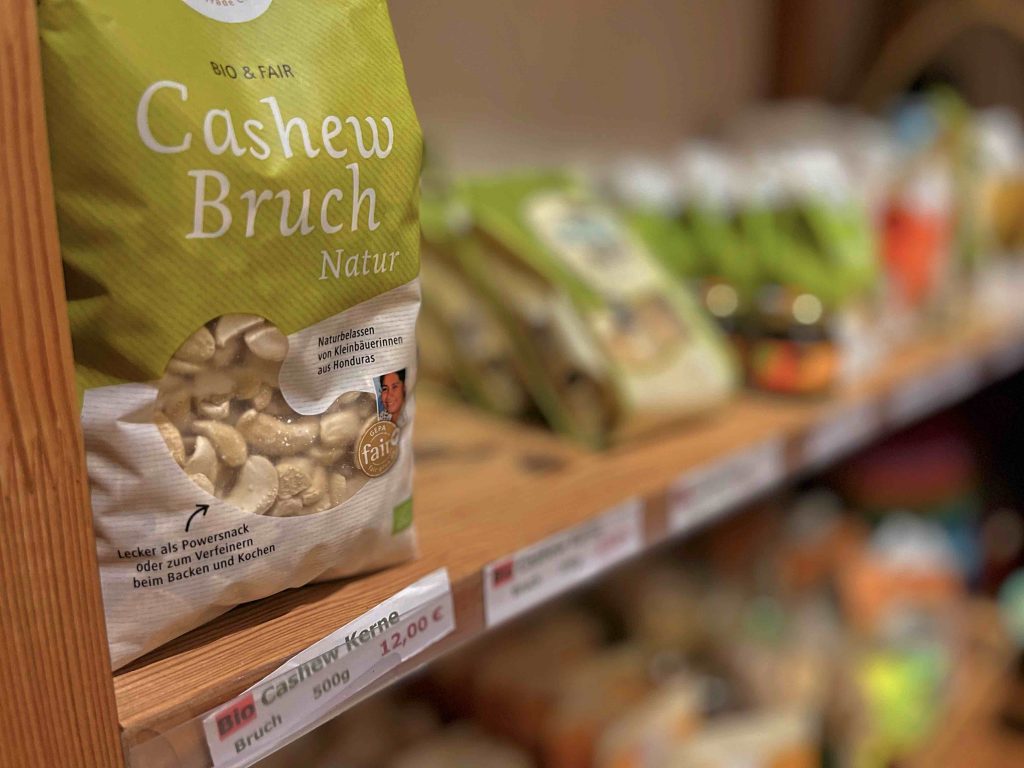 BIO & FAIR
Cashew
Bruch
Natur
Naturbelassen
von Kleinbäuerinnen
aus Honduras
GEPA
fair
Lecker als Powersnack
oder zum Verfeinern
beim Backen und Kochen
Bio Cashew Kerne
Bruch 500g 12,00 €
Bio